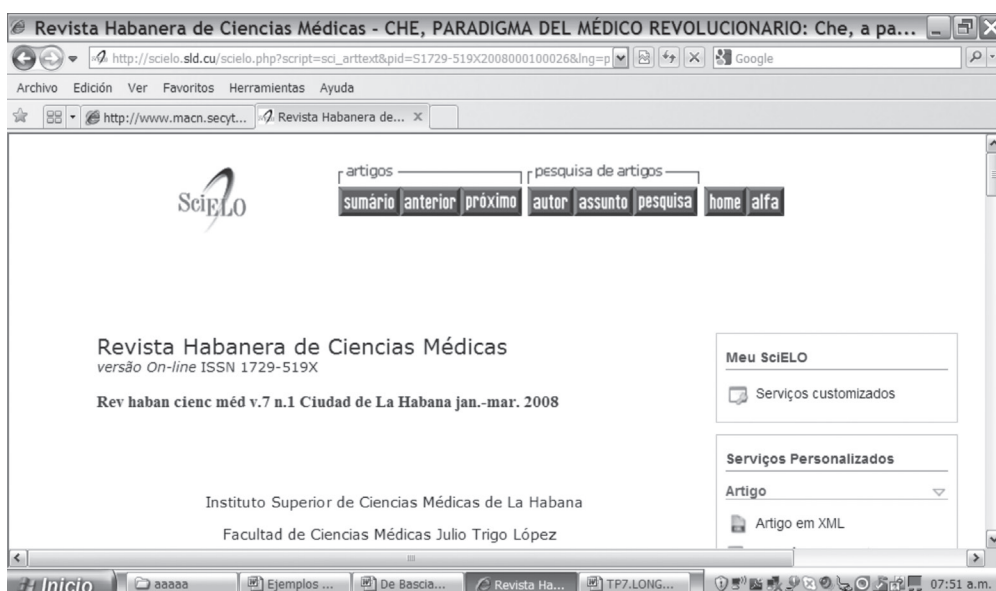 Revista Habanera de Ciencias Médicas - CHE, PARADIGMA DEL MÉDICO REVOLUCIONARIO: Che, a pa...
http://scielo.sld.cu/scielo.php?script=sci_arttext&pid=S1729-519X2008000100026&lng=p
Google
Archivo Edición Ver Favoritos Herramientas Ayuda
http://www.macn.secyt... Revista Habanera de...
SciELO
artigos pesquisa de artigos
sumário anterior próximo autor assunto pesquisa home alfa
Revista Habanera de Ciencias Médicas
versão On-line ISSN 1729-519X
Rev haban cienc méd v.7 n.1 Ciudad de La Habana jan.-mar. 2008
Meu SciELO
Serviços customizados
Serviços Personalizados
Artigo
Artigo em XML
Instituto Superior de Ciencias Médicas de La Habana
Facultad de Ciencias Médicas Julio Trigo López
Inicio aaaaa Ejemplos ... De Bascia... Revista Ha... TP7.LONG... 07:51 a.m.